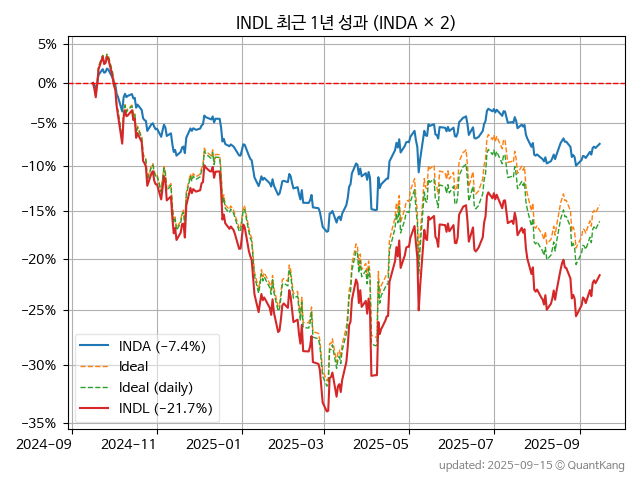 INDL 최근 1년 성과 (INDA × 2)
5%
0%
−5%
−10%
−15%
−20%
−25%
−30%
−35%
INDA (−7.4%)
Ideal
Ideal (daily)
INDL (−21.7%)
2024-09 2024-11 2025-01 2025-03 2025-05 2025-07 2025-09
updated: 2025-09-15 ⓒ QuantKang